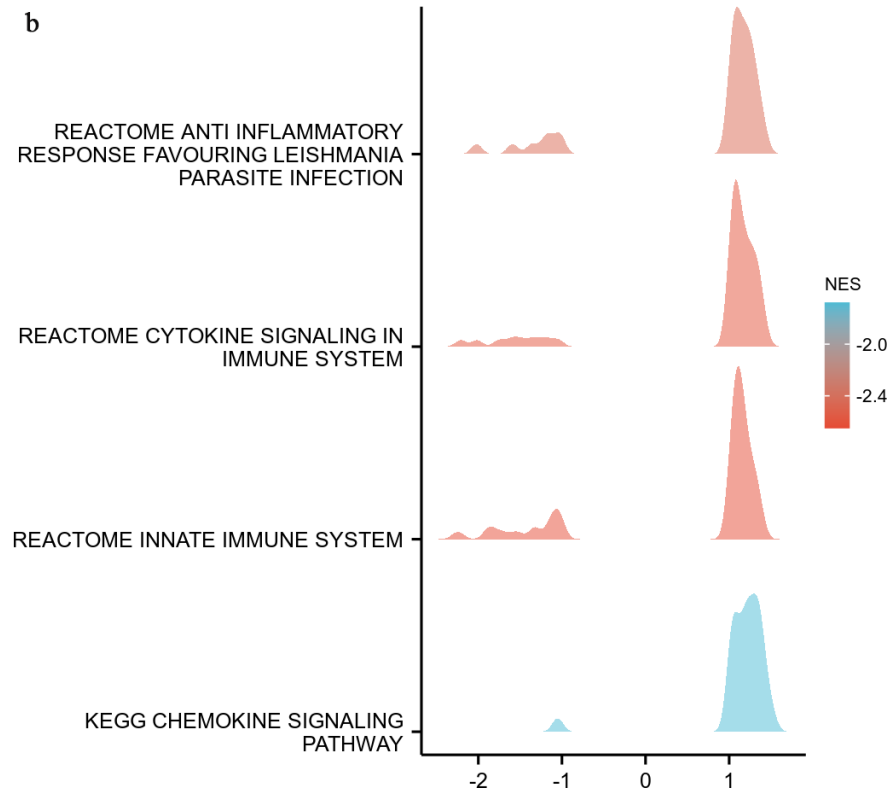 b
REACTOME ANTI INFLAMMATORY
RESPONSE FAVOURING LEISHMANIA
PARASITE INFECTION
REACTOME CYTOKINE SIGNALING IN
IMMUNE SYSTEM
REACTOME INNATE IMMUNE SYSTEM
KEGG CHEMOKINE SIGNALING
PATHWAY
-2 -1 0 1
NES
-2.0
-2.4